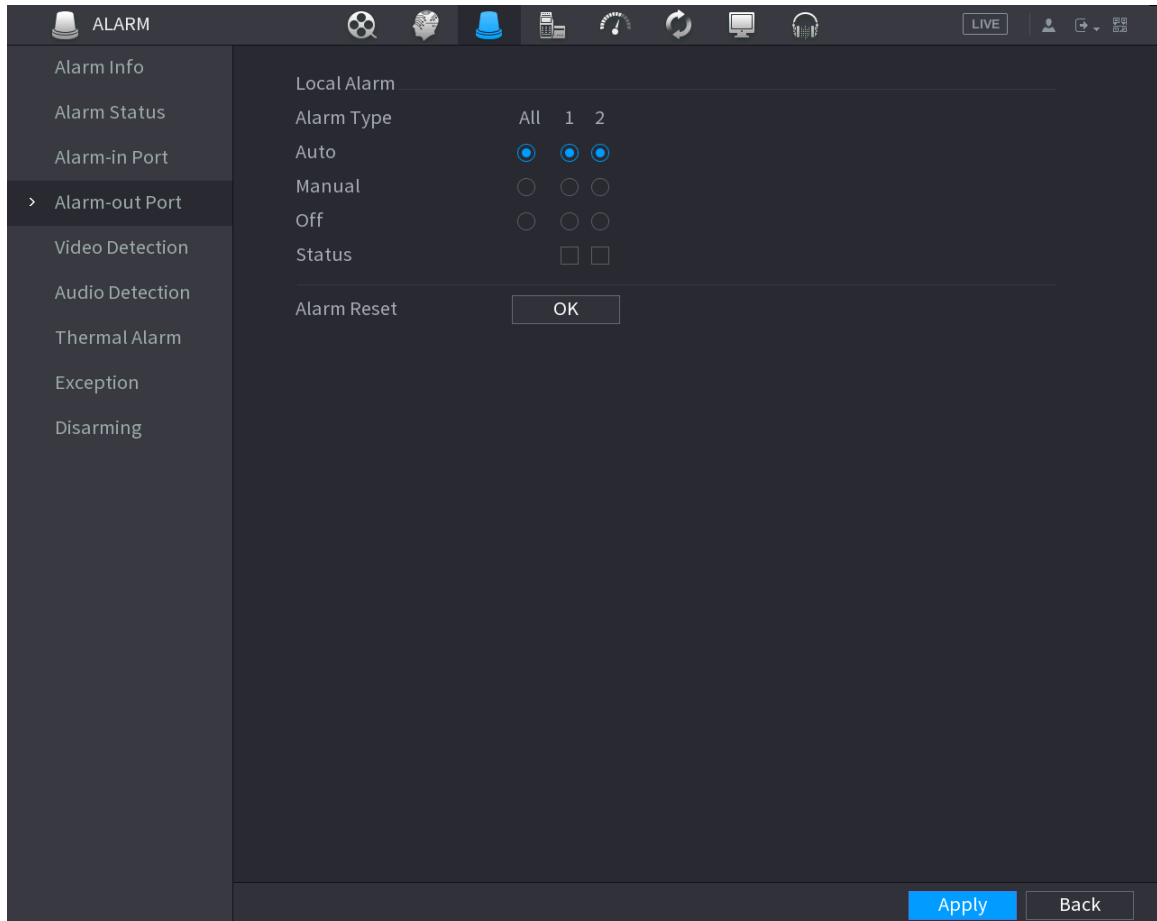 ALARM LIVE
Alarm Info
Alarm Status
Alarm-in Port
Alarm-out Port
Video Detection
Audio Detection
Thermal Alarm
Exception
Disarming
Local Alarm
Alarm Type All 1 2
Auto
Manual
Off
Status
Alarm Reset OK
Apply Back